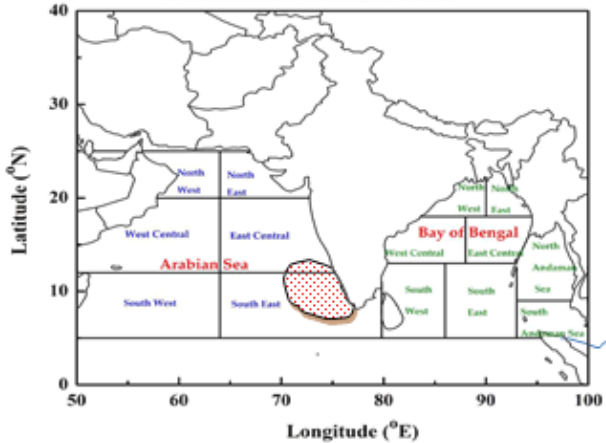 40
30
20
10
0
Latitude (°N)
North
West
North
East
North
West
North
East
West Central
East Central
Arabian Sea
South West
South East
Bay of Bengal
West Central
East Central
North
Andaman
Sea
South
West
South
East
South
Andaman Sea
50
60
70
80
90
100
Longitude (°E)